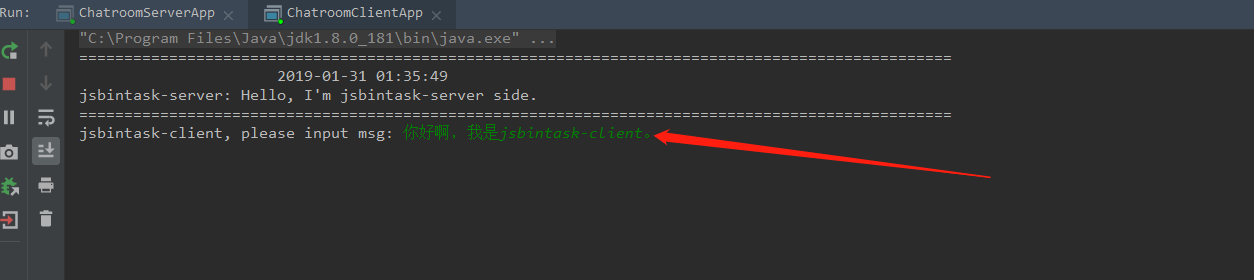 Run: ChatroomServerApp ChatroomClientApp
"C:\Program Files\Java\jdk1.8.0_181\bin\java.exe" ...
=================================================================================================
2019-01-31 01:35:49
jsbintask-server: Hello, I'm jsbintask-server side.
=================================================================================================
jsbintask-client, please input msg: 你好啊，我是jsbintask-client。